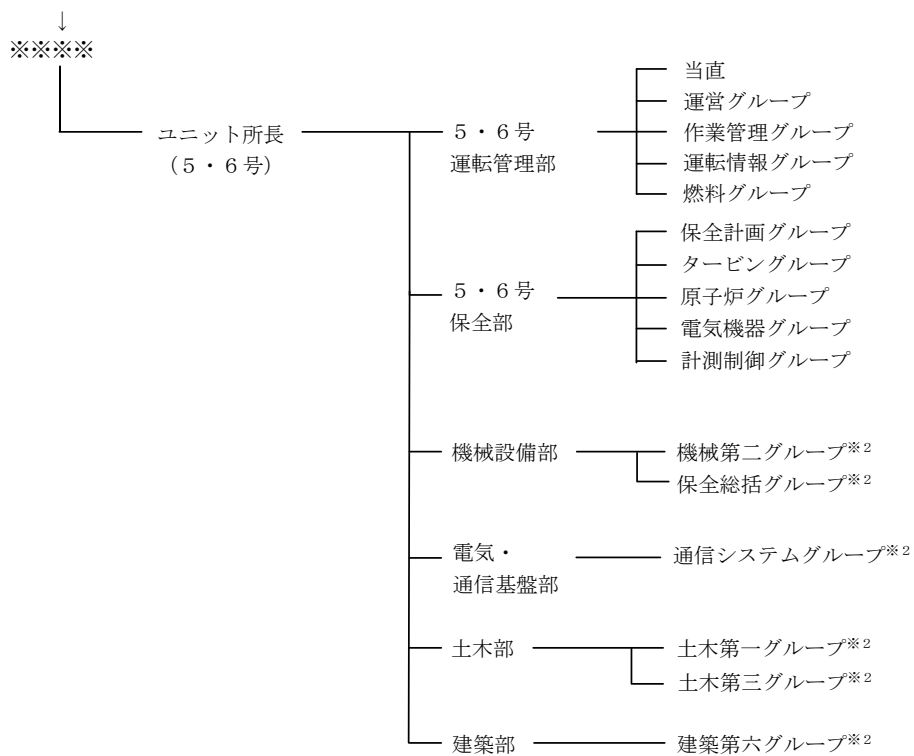 ↓
※※※※
ユニット所長
(5・6号)
5・6号
運転管理部
当直
運営グループ
作業管理グループ
運転情報グループ
燃料グループ
5・6号
保全部
保全計画グループ
タービングループ
原子炉グループ
電気機器グループ
計測制御グループ
機械設備部
機械第二グループ※2
保全総括グループ※2
電気・
通信基盤部
通信システムグループ※2
土木部
土木第一グループ※2
土木第三グループ※2
建築部
建築第六グループ※2